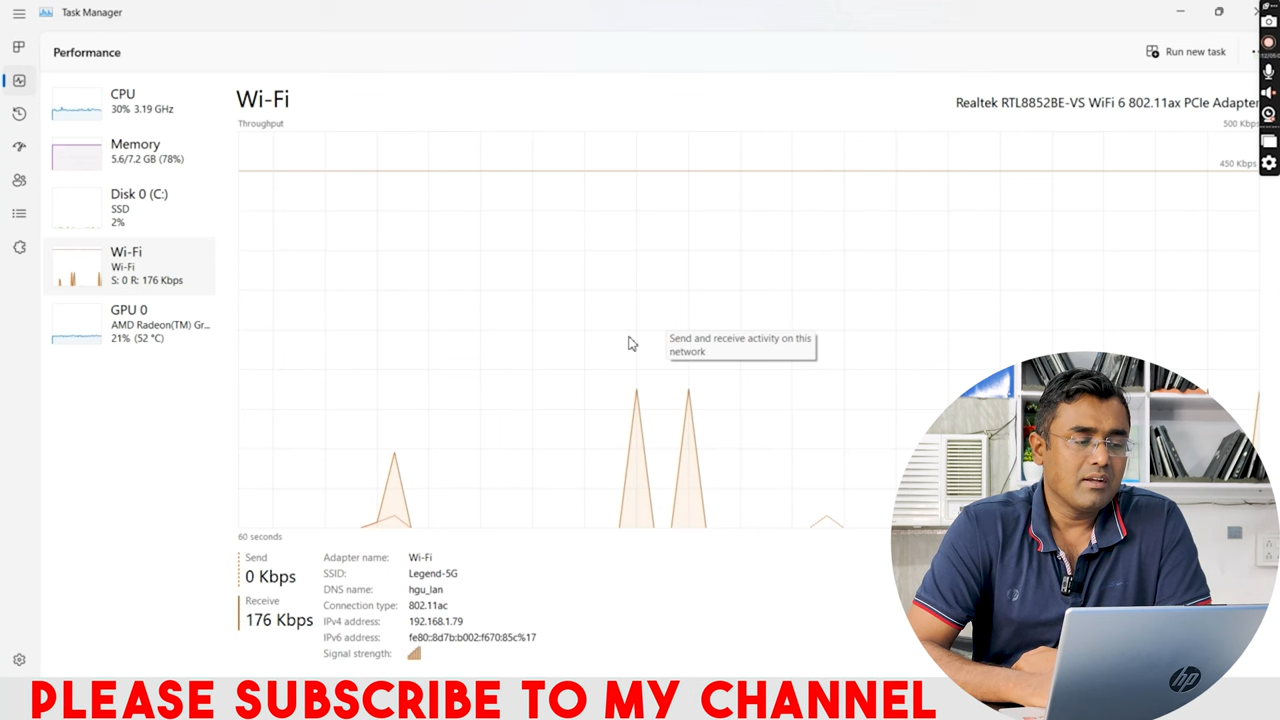 Task Manager
Performance
Run new task
CPU
30% 3.19 GHz
Memory
5.6/7.2 GB (78%)
Disk 0 (C:)
SSD
2%
Wi-Fi
Wi-Fi
S: 0 R: 176 Kbps
GPU 0
AMD Radeon(TM) Gr...
21% (52 °C)
Wi-Fi
Realtek RTL8852BE-VS WiFi 6 802.11ax PCIe Adapter
Throughput
500 Kbps
450 Kbps
Send and receive activity on this
network
60 seconds
Send
0 Kbps
Receive
176 Kbps
Adapter name: Wi-Fi
SSID: Legend-5G
DNS name: hgu_lan
Connection type: 802.11ac
IPv4 address: 192.168.1.79
IPv6 address: fe80::8d7b:b002:f670:85c%17
Signal strength:
hp
PLEASE SUBSCRIBE TO MY CHANNEL